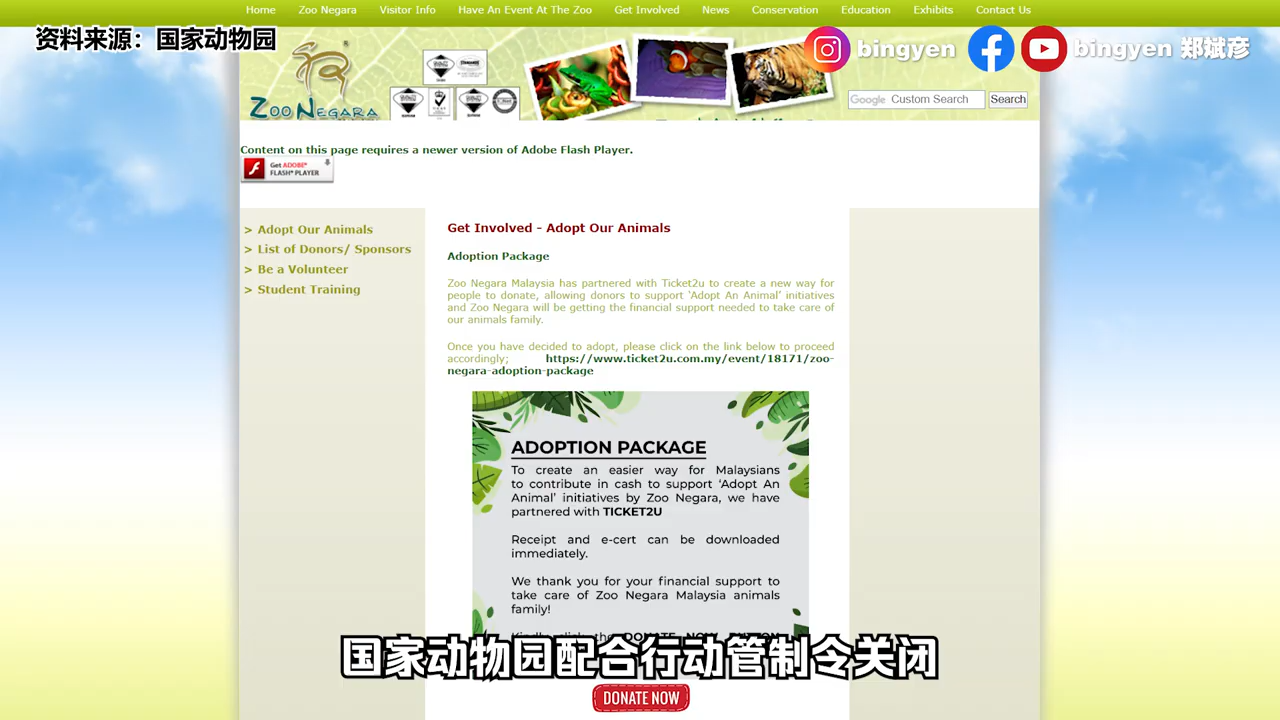 Home Zoo Negara Visitor Info Have An Event At The Zoo Get Involved News Conservation Education Exhibits Contact Us
资料来源：国家动物园
bingyen
bingyen 郑斌彦
ZOO NEGARA
Google Custom Search Search
Content on this page requires a newer version of Adobe Flash Player.
Get ADOBE®
FLASH® PLAYER
> Adopt Our Animals
> List of Donors/ Sponsors
> Be a Volunteer
> Student Training
Get Involved - Adopt Our Animals
Adoption Package
Zoo Negara Malaysia has partnered with Ticket2u to create a new way for
people to donate, allowing donors to support 'Adopt An Animal' initiatives
and Zoo Negara will be getting the financial support needed to take care of
our animals family.
Once you have decided to adopt, please click on the link below to proceed
accordingly; https://www.ticket2u.com.my/event/18171/zoo-
negara-adoption-package
ADOPTION PACKAGE
To create an easier way for Malaysians
to contribute in cash to support 'Adopt An
Animal' initiatives by Zoo Negara, we have
partnered with TICKET2U
Receipt and e-cert can be downloaded
immediately.
We thank you for your financial support to
take care of Zoo Negara Malaysia animals
family!
Kindly click the DONATE NOW BUTTON
国家动物园配合行动管制令关闭
DONATE NOW